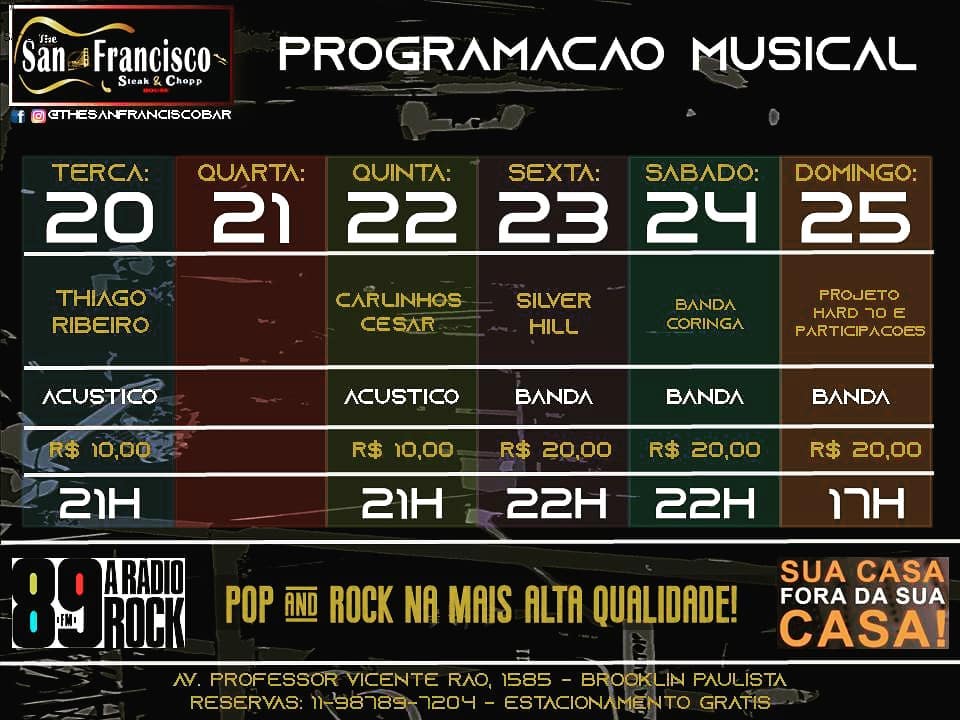 The
San Francisco
Steak & Chopp
HOUSE
PROGRAMACAO MUSICAL
@THESANFRANCISCOBAR
TERCA: QUARTA: QUINTA: SEXTA: SABADO: DOMINGO:
20 21 22 23 24 25
THIAGO RIBEIRO
CARLINHOS CESAR
SILVER HILL
BANDA CORINGA
PROJETO HARD 70 E PARTICIPACOES
ACUSTICO ACUSTICO BANDA BANDA BANDA
R$ 10,00 R$ 10,00 R$ 20,00 R$ 20,00 R$ 20,00
21H 21H 22H 22H 17H
89 FM A RADIO ROCK
POP AND ROCK NA MAIS ALTA QUALIDADE!
SUA CASA
FORA DA SUA
CASA!
AV. PROFESSOR VICENTE RAO, 1585 - BROOKLIN PAULISTA
RESERVAS: 11-98789-7204 - ESTACIONAMENTO GRATIS